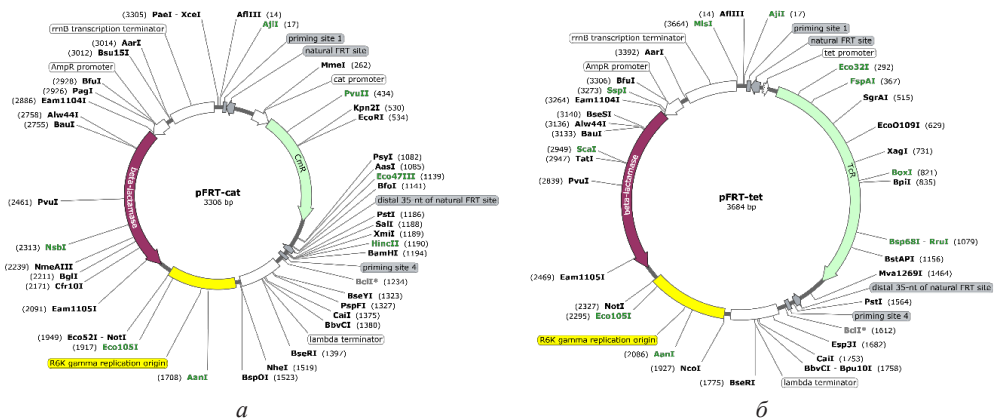 (3305) PaeI - XceI
AflIII (14)
AjiI (17)
rrnB transcription terminator
priming site 1
natural FRT site
(3014) AarI
(3012) Bsu15I
MmeI (262)
AmpR promoter
cat promoter
(2928) BfuI
(2926) PagI
(2886) Eam1104I
PvuII (434)
Kpn2I (530)
EcoRI (534)
(2758) Alw44I
(2755) BauI
CmR
beta-lactamase
PsyI (1082)
AasI (1085)
Eco47III (1139)
BfoI (1141)
pFRT-cat
3306 bp
distal 35 nt of natural FRT site
(2461) PvuI
PstI (1186)
SalI (1188)
XmiI (1189)
HincII (1190)
BamHI (1194)
(2313) NsbI
priming site 4
(2239) NmeAIII
(2211) BglI
(2171) Cfr10I
BclI* (1234)
BseYI (1323)
PspFI (1327)
CaiI (1375)
BbvCI (1380)
(2091) Eam1105I
lambda terminator
(1949) Eco52I - NotI
(1917) Eco105I
BseRI (1397)
R6K gamma replication origin
NheI (1519)
BspOI (1523)
(1708) AanI
а
(3664) MlsI
AflIII (14)
AjiI (17)
rrnB transcription terminator
priming site 1
natural FRT site
tet promoter
(3392) AarI
AmpR promoter
Eco32I (292)
FspAI (367)
(3306) BfuI
(3273) SspI
(3264) Eam1104I
SgrAI (515)
(3140) BseSI
(3136) Alw44I
(3133) BauI
EcoO109I (629)
(2949) ScaI
(2947) TatI
XagI (731)
TcR
BoxI (821)
BpiI (835)
(2839) PvuI
beta-lactamase
pFRT-tet
3684 bp
Bsp68I - RruI (1079)
BstAPI (1156)
Mva1269I (1464)
(2469) Eam1105I
distal 35-nt of natural FRT site
PstI (1564)
(2327) NotI
(2295) Eco105I
priming site 4
BclI* (1612)
R6K gamma replication origin
Esp3I (1682)
(2086) AanI
CaiI (1753)
BbvCI - Bpu10I (1758)
(1927) NcoI
(1775) BseRI
lambda terminator
б